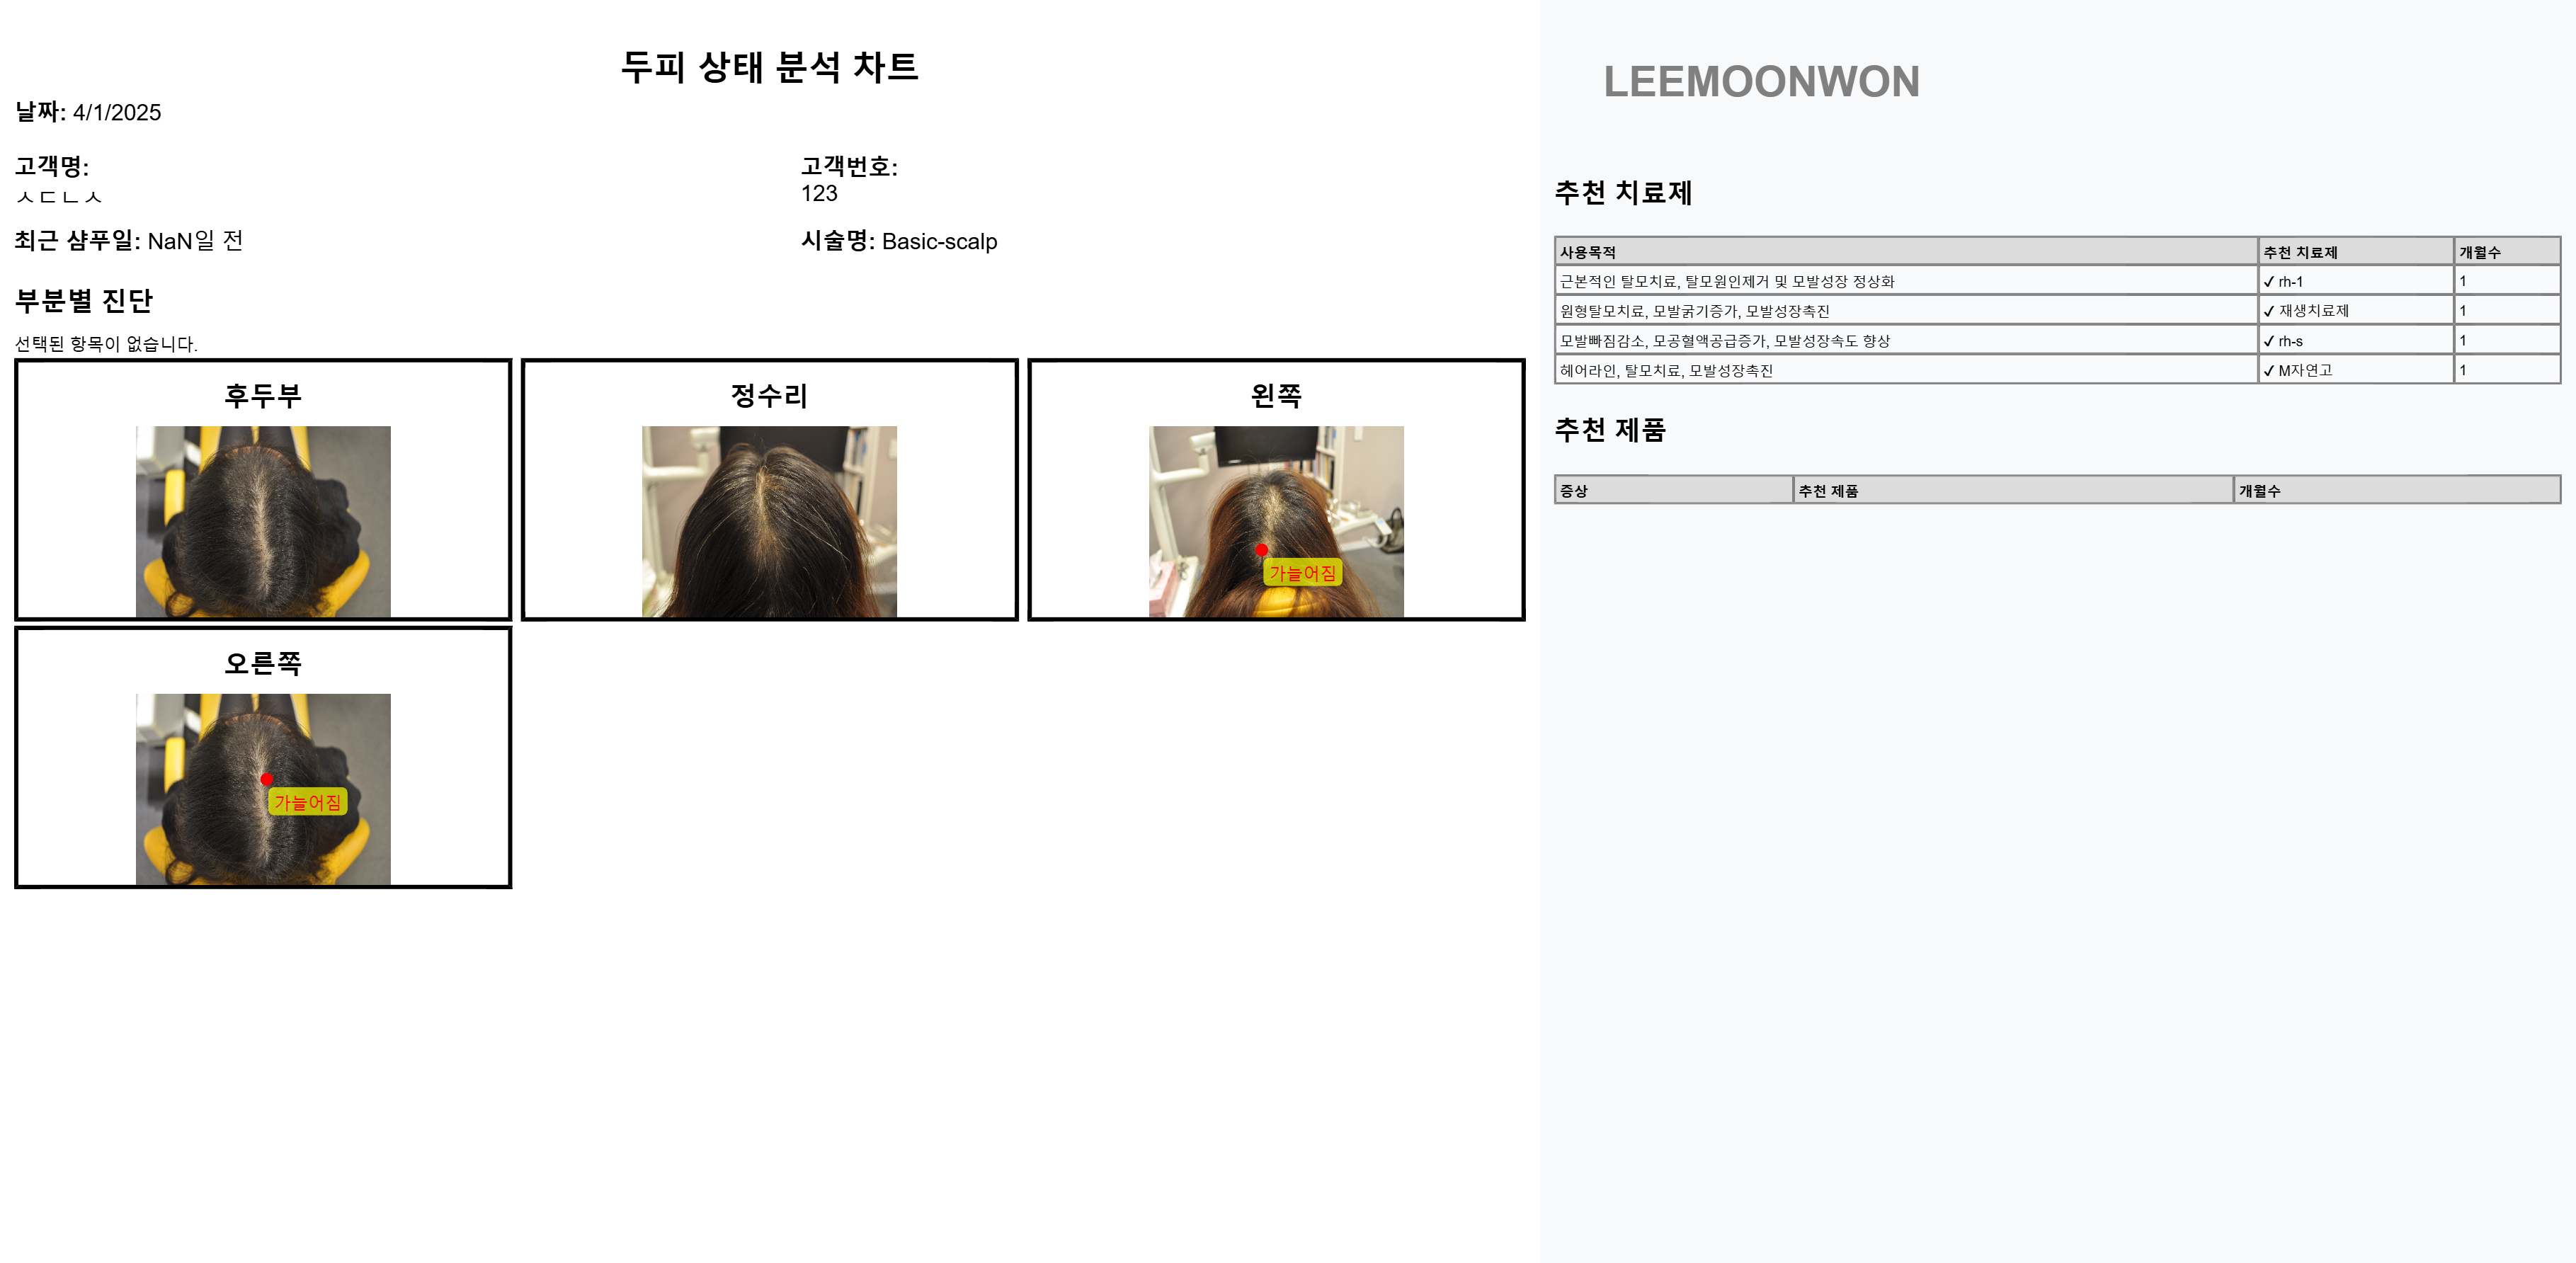 두피 상태 분석 차트
날짜: 4/1/2025
고객명:
ㅅㄷㄴㅅ
고객번호:
123
최근 샴푸일: NaN일 전
시술명: Basic-scalp
부분별 진단
선택된 항목이 없습니다.
후두부
정수리
왼쪽
가늘어짐
오른쪽
가늘어짐
LEEMOONWON
추천 치료제
사용목적 추천 치료제 개월수
근본적인 탈모치료, 탈모원인제거 및 모발성장 정상화 ✓ rh-1 1
원형탈모치료, 모발굵기증가, 모발성장촉진 ✓ 재생치료제 1
모발빠짐감소, 모공혈액공급증가, 모발성장속도 향상 ✓ rh-s 1
헤어라인, 탈모치료, 모발성장촉진 ✓ M자연고 1
추천 제품
증상 추천 제품 개월수